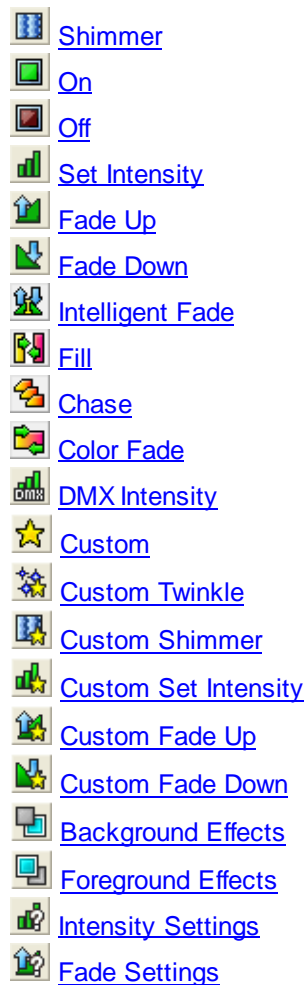 Shimmer
On
Off
Set Intensity
Fade Up
Fade Down
Intelligent Fade
Fill
Chase
Color Fade
DMX Intensity
Custom
Custom Twinkle
Custom Shimmer
Custom Set Intensity
Custom Fade Up
Custom Fade Down
Background Effects
Foreground Effects
Intensity Settings
Fade Settings